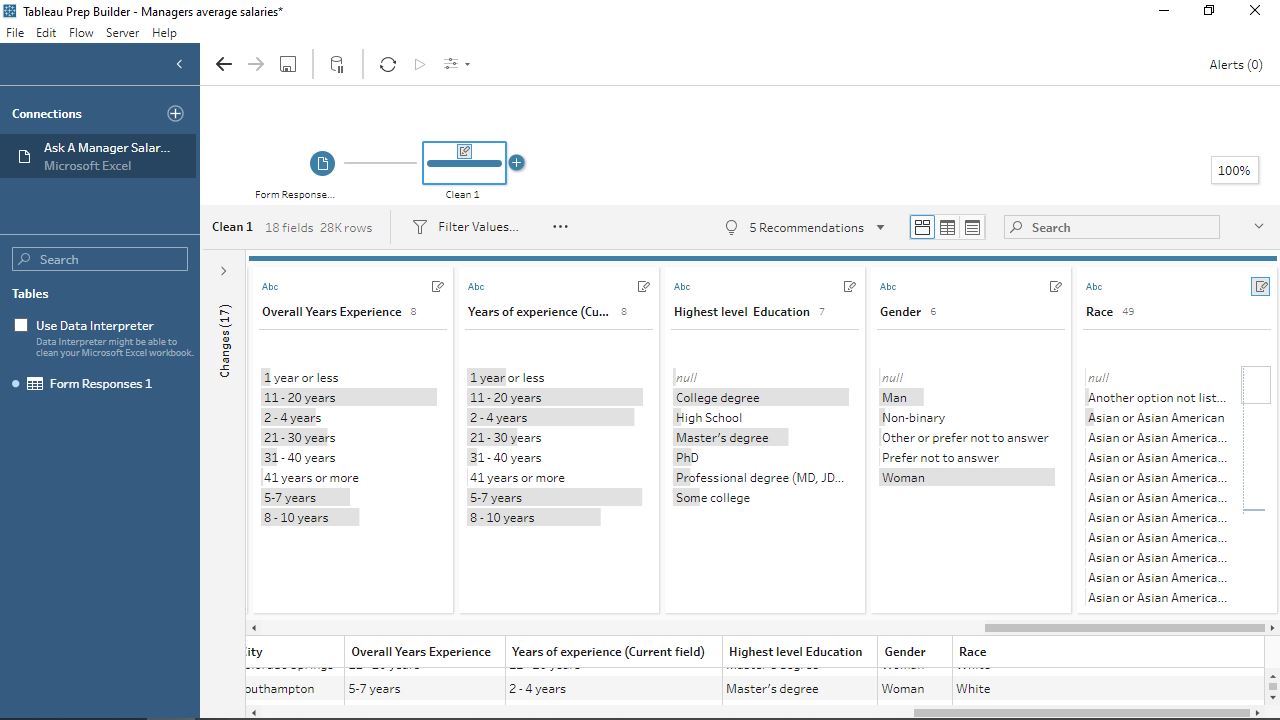 Tableau Prep Builder - Managers average salaries*
File Edit Flow Server Help
Alerts (0)
Connections
Ask A Manager Salar...
Microsoft Excel
Form Response...
Clean 1
100%
Clean 1 18 fields 28K rows Filter Values... 5 Recommendations Search
Search
Tables
Use Data Interpreter
Data Interpreter might be able to
clean your Microsoft Excel workbook.
Form Responses 1
Changes (17)
Abc
Overall Years Experience 8
1 year or less
11 - 20 years
2 - 4 years
21 - 30 years
31 - 40 years
41 years or more
5-7 years
8 - 10 years
Abc
Years of experience (Cu... 8
1 year or less
11 - 20 years
2 - 4 years
21 - 30 years
31 - 40 years
41 years or more
5-7 years
8 - 10 years
Abc
Highest level Education 7
null
College degree
High School
Master's degree
PhD
Professional degree (MD, JD...
Some college
Abc
Gender 6
null
Man
Non-binary
Other or prefer not to answer
Prefer not to answer
Woman
Abc
Race 49
null
Another option not list...
Asian or Asian American
Asian or Asian America...
Asian or Asian America...
Asian or Asian America...
Asian or Asian America...
Asian or Asian America...
Asian or Asian America...
Asian or Asian America...
Asian or Asian America...
Asian or Asian America...
ity Overall Years Experience Years of experience (Current field) Highest level Education Gender Race
outhampton 5-7 years 2 - 4 years Master's degree Woman White